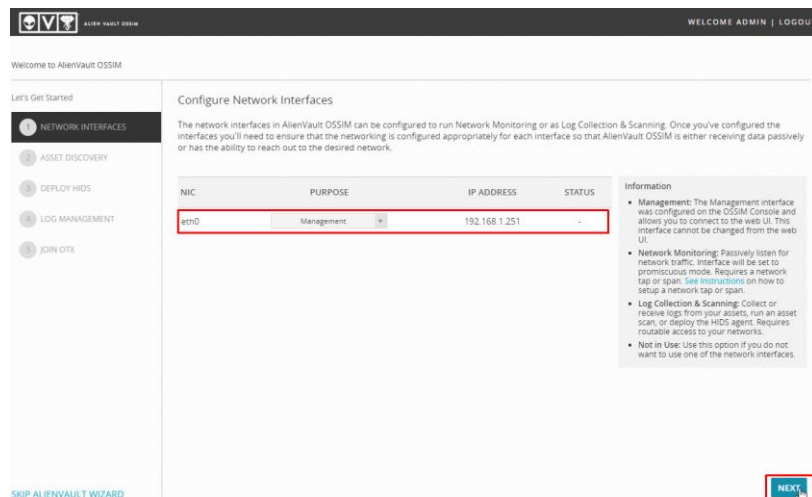 ALIEN VAULT OSSIM
WELCOME ADMIN | LOGOU
Welcome to AlienVault OSSIM
Let's Get Started
1 NETWORK INTERFACES
2 ASSET DISCOVERY
3 DEPLOY HIDS
4 LOG MANAGEMENT
5 JOIN OTX
SKIP ALIENVAULT WIZARD
Configure Network Interfaces
The network interfaces in AlienVault OSSIM can be configured to run Network Monitoring or as Log Collection & Scanning. Once you've configured the
interfaces you'll need to ensure that the networking is configured appropriately for each interface so that AlienVault OSSIM is either receiving data passively
or has the ability to reach out to the desired network.
NIC PURPOSE IP ADDRESS STATUS
eth0 Management 192.168.1.251 -
Information
• Management: The Management interface
was configured on the OSSIM Console and
allows you to connect to the web UI. This
interface cannot be changed from the web
UI.
• Network Monitoring: Passively listen for
network traffic. Interface will be set to
promiscuous mode. Requires a network
tap or span. See Instructions on how to
setup a network tap or span.
• Log Collection & Scanning: Collect or
receive logs from your assets, run an asset
scan, or deploy the HIDS agent. Requires
routable access to your networks.
• Not in Use: Use this option if you do not
want to use one of the network interfaces.
NEXT